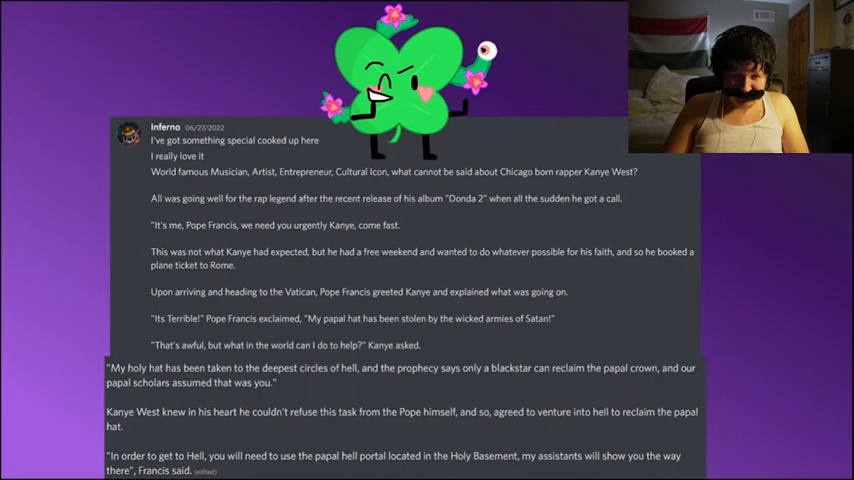 Inferno 06/27/2022
I've got something special cooked up here
I really love it
World famous Musician, Artist, Entrepreneur, Cultural Icon, what cannot be said about Chicago born rapper Kanye West?
All was going well for the rap legend after the recent release of his album "Donda 2" when all the sudden he got a call.
"It's me, Pope Francis, we need you urgently Kanye, come fast.
This was not what Kanye had expected, but he had a free weekend and wanted to do whatever possible for his faith, and so he booked a
plane ticket to Rome.
Upon arriving and heading to the Vatican, Pope Francis greeted Kanye and explained what was going on.
"Its Terrible!" Pope Francis exclaimed, "My papal hat has been stolen by the wicked armies of Satan!"
"That's awful, but what in the world can I do to help?" Kanye asked.
"My holy hat has been taken to the deepest circles of hell, and the prophecy says only a blackstar can reclaim the papal crown, and our
papal scholars assumed that was you."
Kanye West knew in his heart he couldn't refuse this task from the Pope himself, and so, agreed to venture into hell to reclaim the papal
hat.
"In order to get to Hell, you will need to use the papal hell portal located in the Holy Basement, my assistants will show you the way
there", Francis said. (edited)